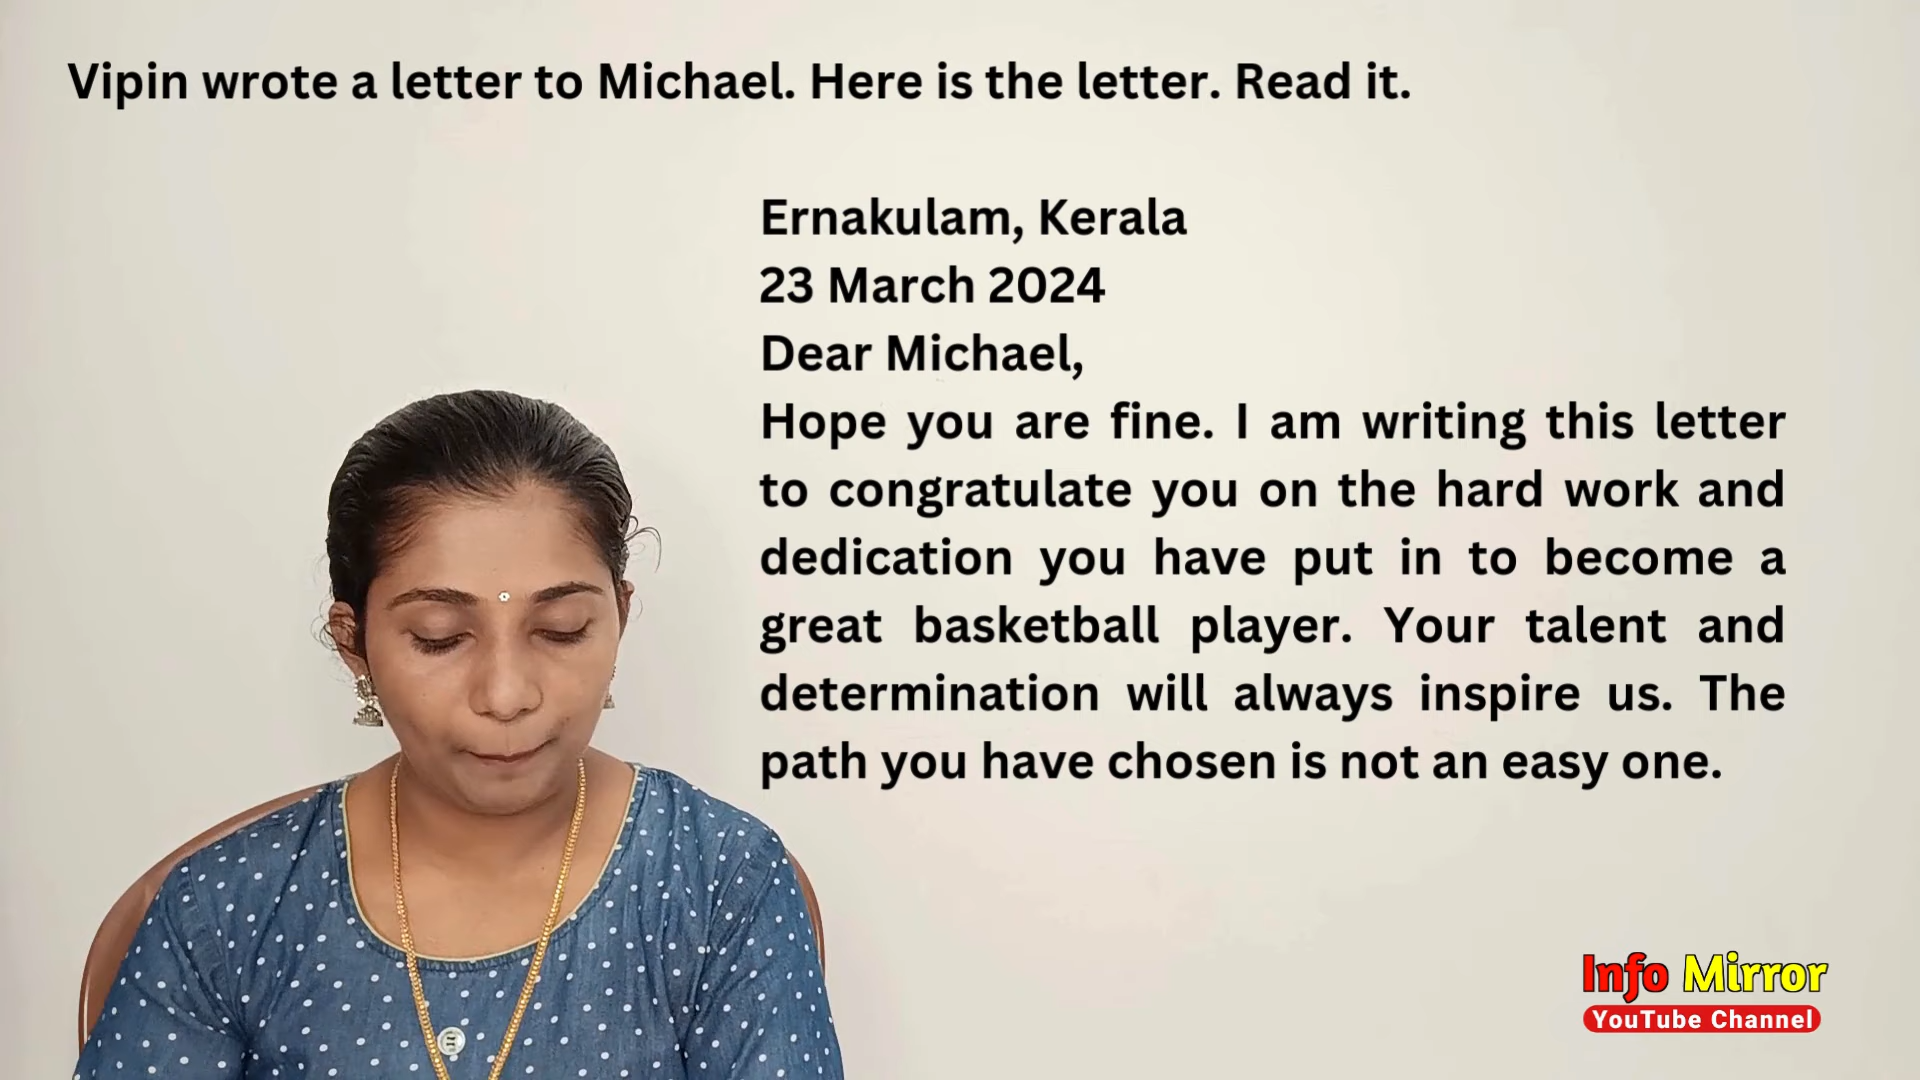 Vipin wrote a letter to Michael. Here is the letter. Read it.
Ernakulam, Kerala
23 March 2024
Dear Michael,
Hope you are fine. I am writing this letter
to congratulate you on the hard work and
dedication you have put in to become a
great basketball player. Your talent and
determination will always inspire us. The
path you have chosen is not an easy one.
Info Mirror
YouTube Channel